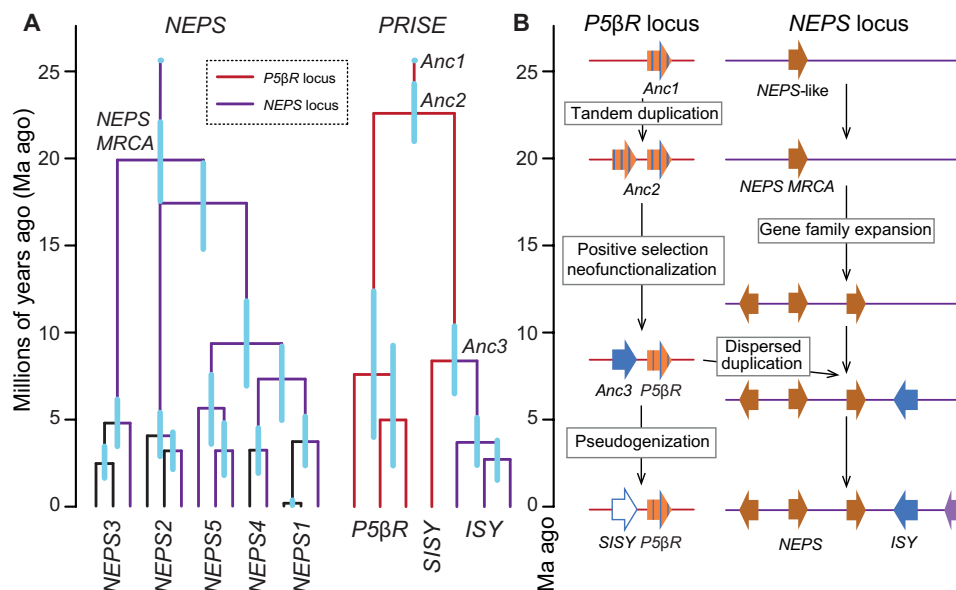 A
NEPS
PRISE
Millions of years ago (Ma ago)
25
20
15
10
5
0
P5βR locus
NEPS locus
NEPS
MRCA
Anc1
Anc2
Anc3
NEPS3
NEPS2
NEPS5
NEPS4
NEPS1
P5βR
SISY
ISY
B
P5βR locus
NEPS locus
Ma ago
25
20
15
10
5
0
Anc1
NEPS-like
Tandem duplication
Anc2
NEPS MRCA
Gene family expansion
Positive selection
neofunctionalization
Dispersed
duplication
Anc3
P5βR
Pseudogenization
SISY
P5βR
NEPS
ISY